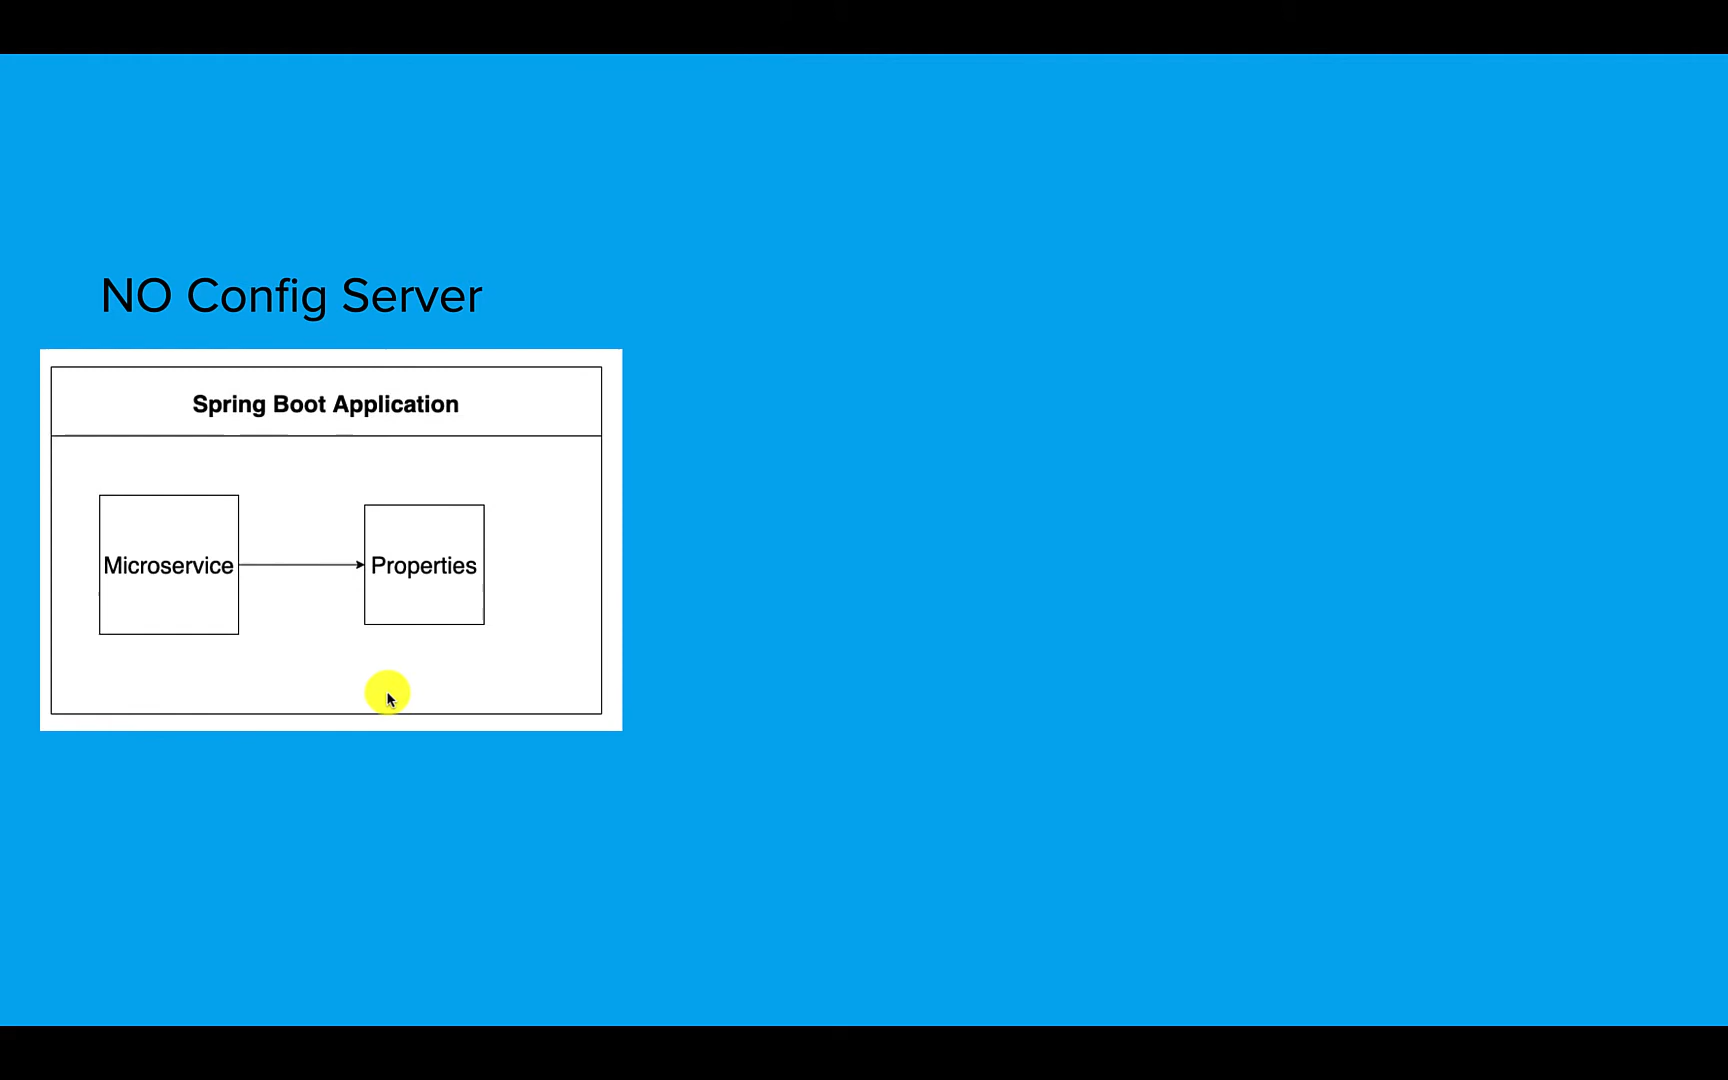 NO Config Server
Spring Boot Application
Microservice
Properties